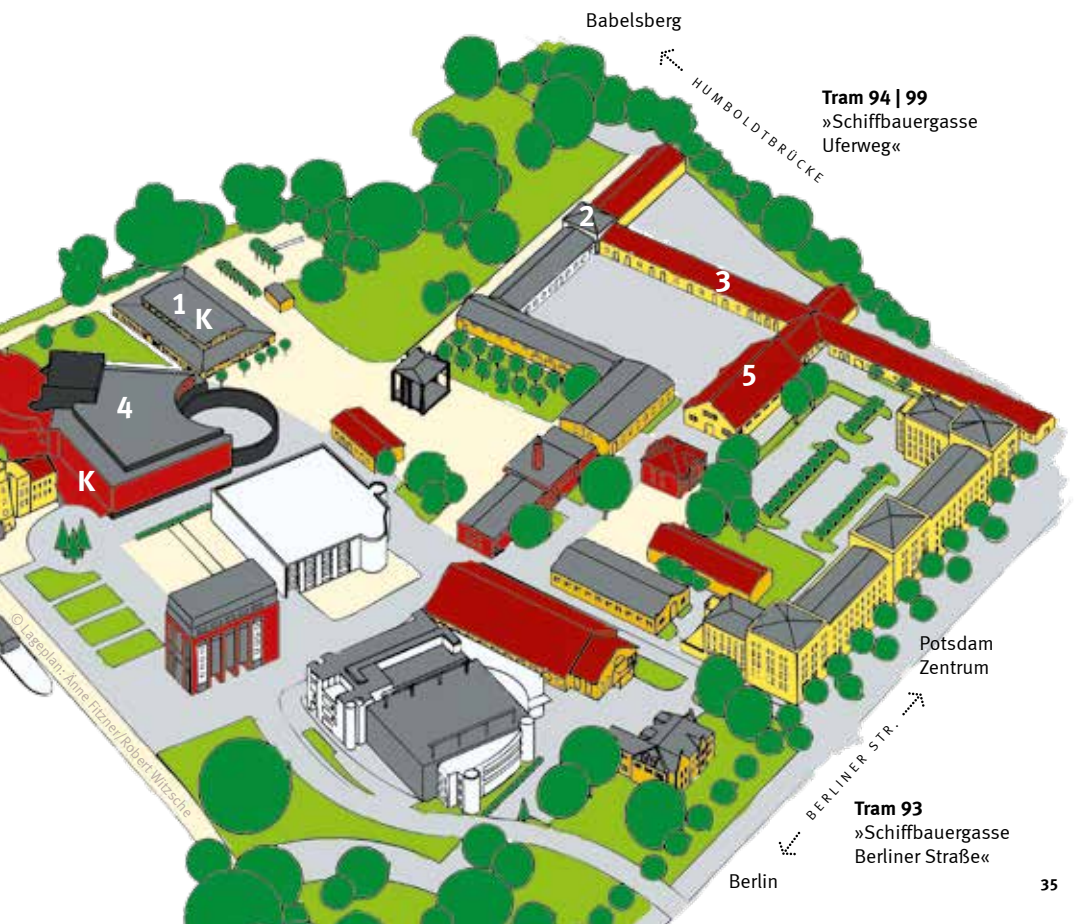 Babelsberg
HUMBOLDTBRÜCKE
Tram 94 | 99
»Schiffbauergasse
Uferweg«
2
3
1
K
5
4
K
© Lageplan: Änne Fitzner/Robert Witzsche
Potsdam
Zentrum
BERLINER STR.
Tram 93
»Schiffbauergasse
Berliner Straße«
Berlin
35